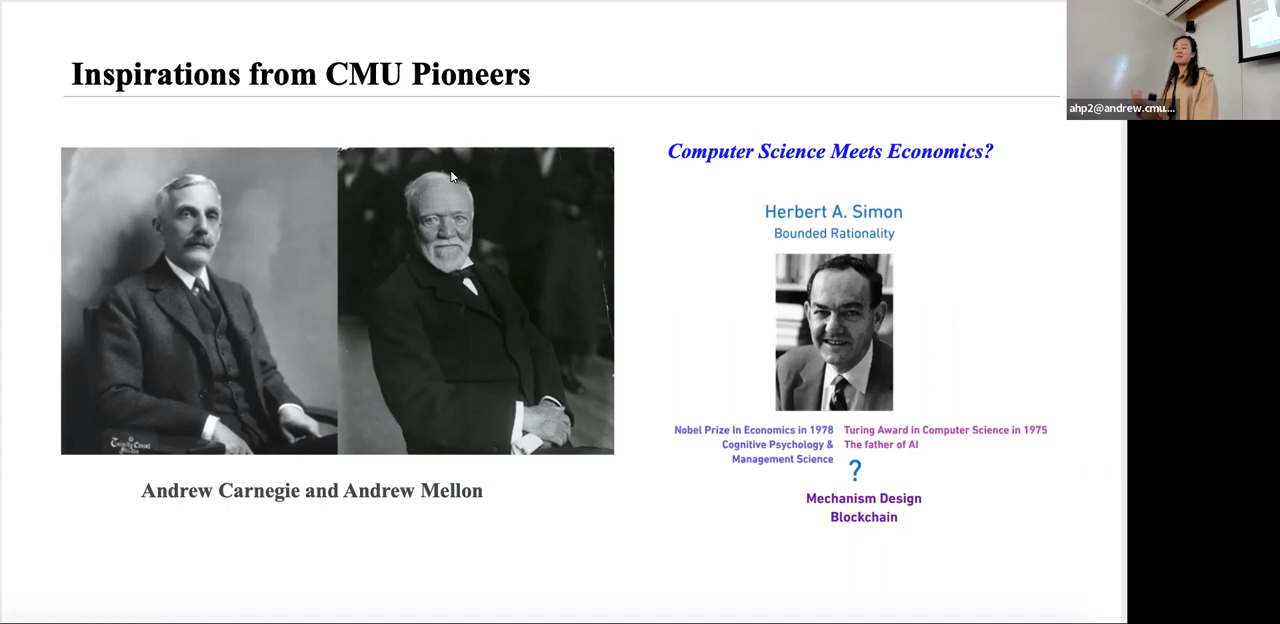 Inspirations from CMU Pioneers
ahp2@andrew.cmu....
Computer Science Meets Economics?
Herbert A. Simon
Bounded Rationality
Andrew Carnegie and Andrew Mellon
Nobel Prize In Economics in 1978
Cognitive Psychology &
Management Science
Turing Award in Computer Science in 1975
The father of AI
?
Mechanism Design
Blockchain